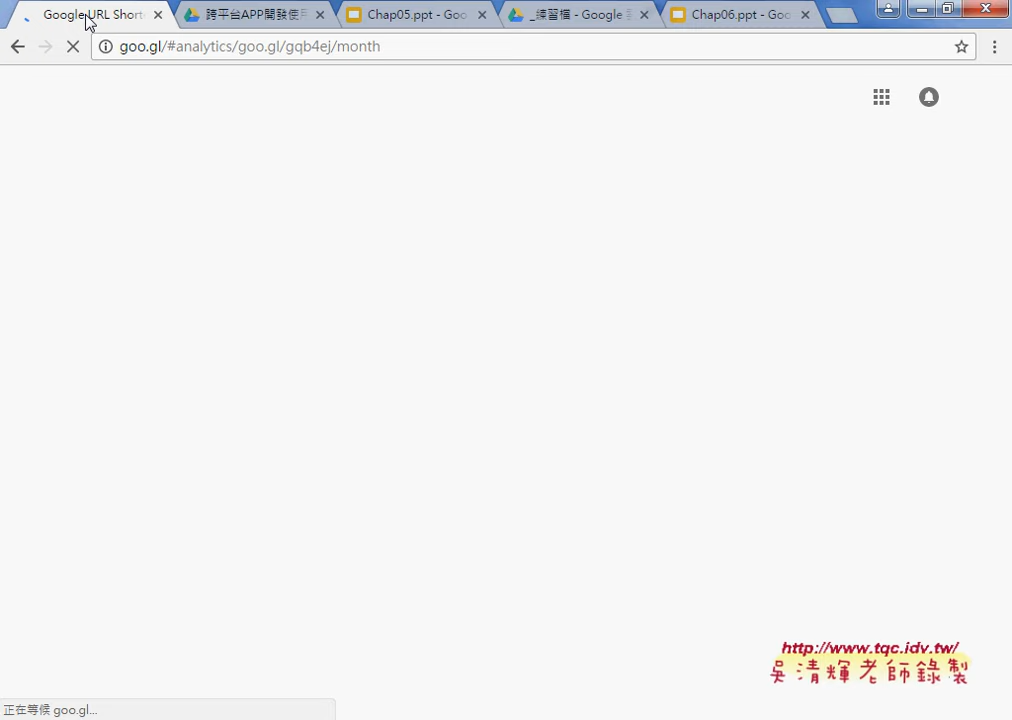 Google URL Short
跨平台APP開發使用
Chap05.ppt - Goo
_練習檔 - Google
Chap06.ppt - Goo
goo.gl/#analytics/goo.gl/gqb4ej/month
http://www.tqc.idv.tw/
吳清輝老師錄製
正在等候 goo.gl...